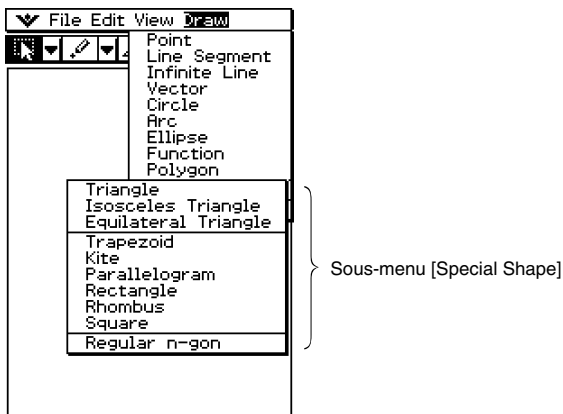 File Edit View Draw
Point
Line Segment
Infinite Line
Vector
Circle
Arc
Ellipse
Function
Polygon
Triangle
Isosceles Triangle
Equilateral Triangle
Trapezoid
Kite
Parallelogram
Rectangle
Rhombus
Square
Regular n-gon
Sous-menu [Special Shape]